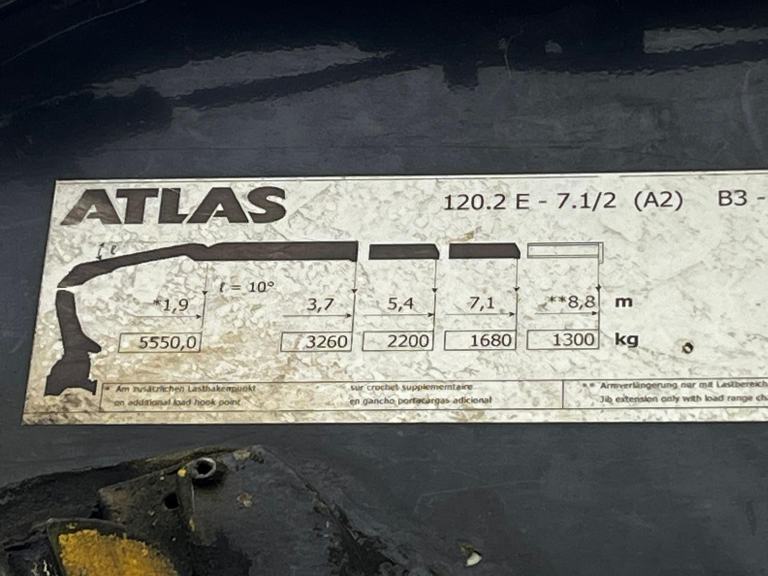 ATLAS
120.2 E - 7.1/2 (A2) B3 -
ℓ
ℓ = 10°
*1,9 3,7 5,4 7,1 **8,8 m
5550,0 3260 2200 1680 1300 kg
* Am zusätzlichen Lasthakenpunkt sur crochet supplementaire ** Armverlängerung nur mit Lastbereich
on additional load hook point en gancho portacargas adicional Jib extension only with load range cha